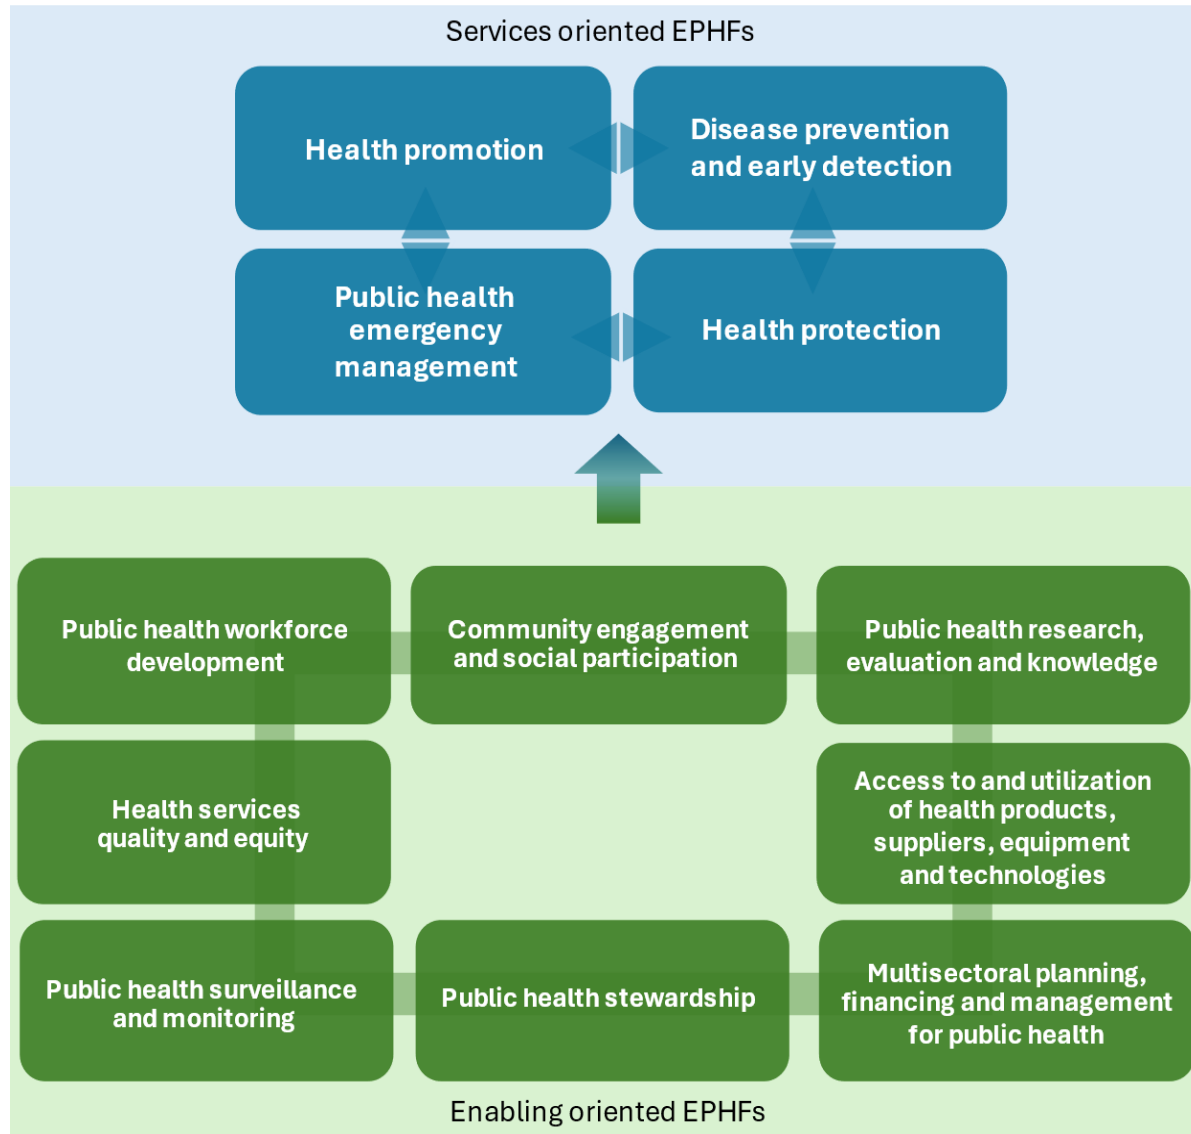 Services oriented EPHFs
Health promotion
Disease prevention
and early detection
Public health
emergency
management
Health protection
Public health workforce
development
Community engagement
and social participation
Public health research,
evaluation and knowledge
Health services
quality and equity
Access to and utilization
of health products,
suppliers, equipment
and technologies
Public health surveillance
and monitoring
Public health stewardship
Multisectoral planning,
financing and management
for public health
Enabling oriented EPHFs